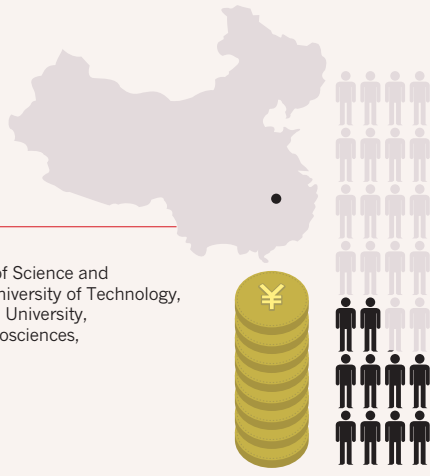 of Science and
niversity of Technology,
University,
osciences,
¥